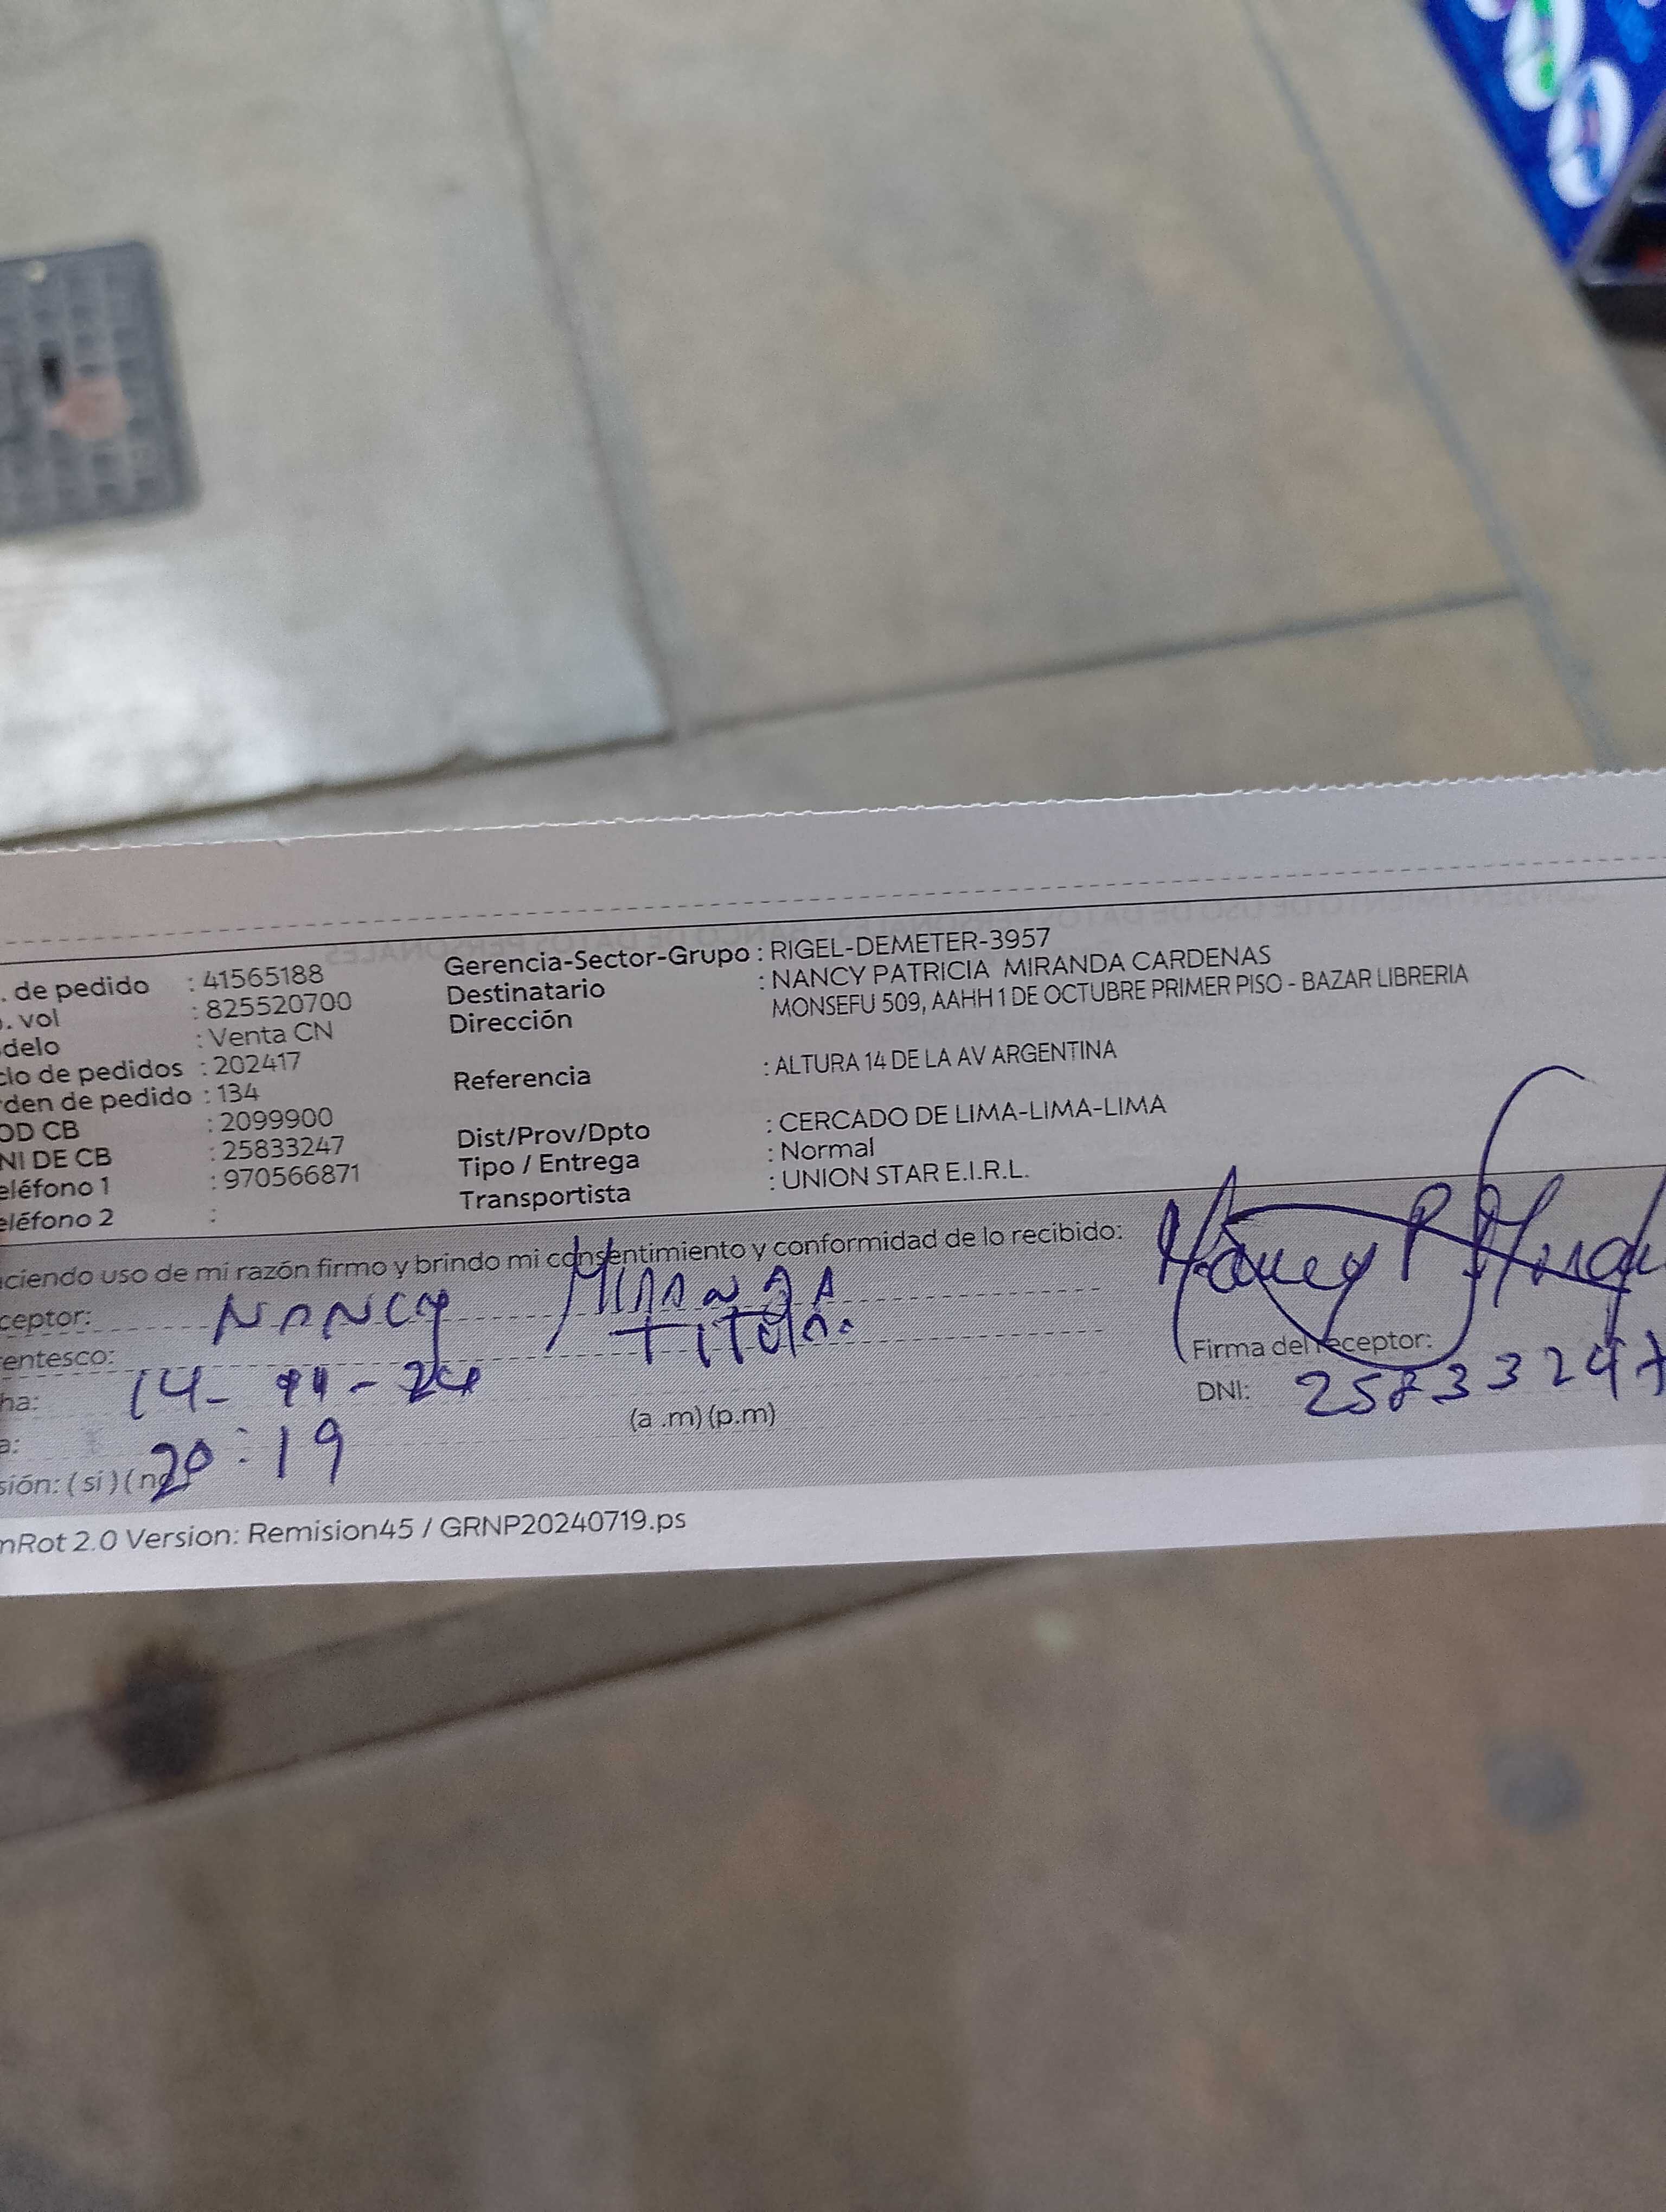 . de pedido : 41565188 Gerencia-Sector-Grupo : RIGEL-DEMETER-3957
. vol : 825520700 Destinatario : NANCY PATRICIA MIRANDA CARDENAS
delo : Venta CN Dirección MONSEFU 509, AAHH 1 DE OCTUBRE PRIMER PISO - BAZAR LIBRERIA
clo de pedidos : 202417
rden de pedido : 134 Referencia : ALTURA 14 DE LA AV ARGENTINA
OD CB : 2099900
NI DE CB : 25833247 Dist/Prov/Dpto : CERCADO DE LIMA-LIMA-LIMA
eléfono 1 : 970566871 Tipo / Entrega : Normal
eléfono 2 : Transportista : UNION STAR E.I.R.L.
ciendo uso de mi razón firmo y brindo mi consentimiento y conformidad de lo recibido:
ceptor: NANCY MIRANDA
rentesco: TITULAR Firma del receptor:
ha: 14- -24 DNI: 25833247
a: 20:19 (a .m) (p.m)
sión: ( si ) ( no
mRot 2.0 Version: Remision45 / GRNP20240719.ps